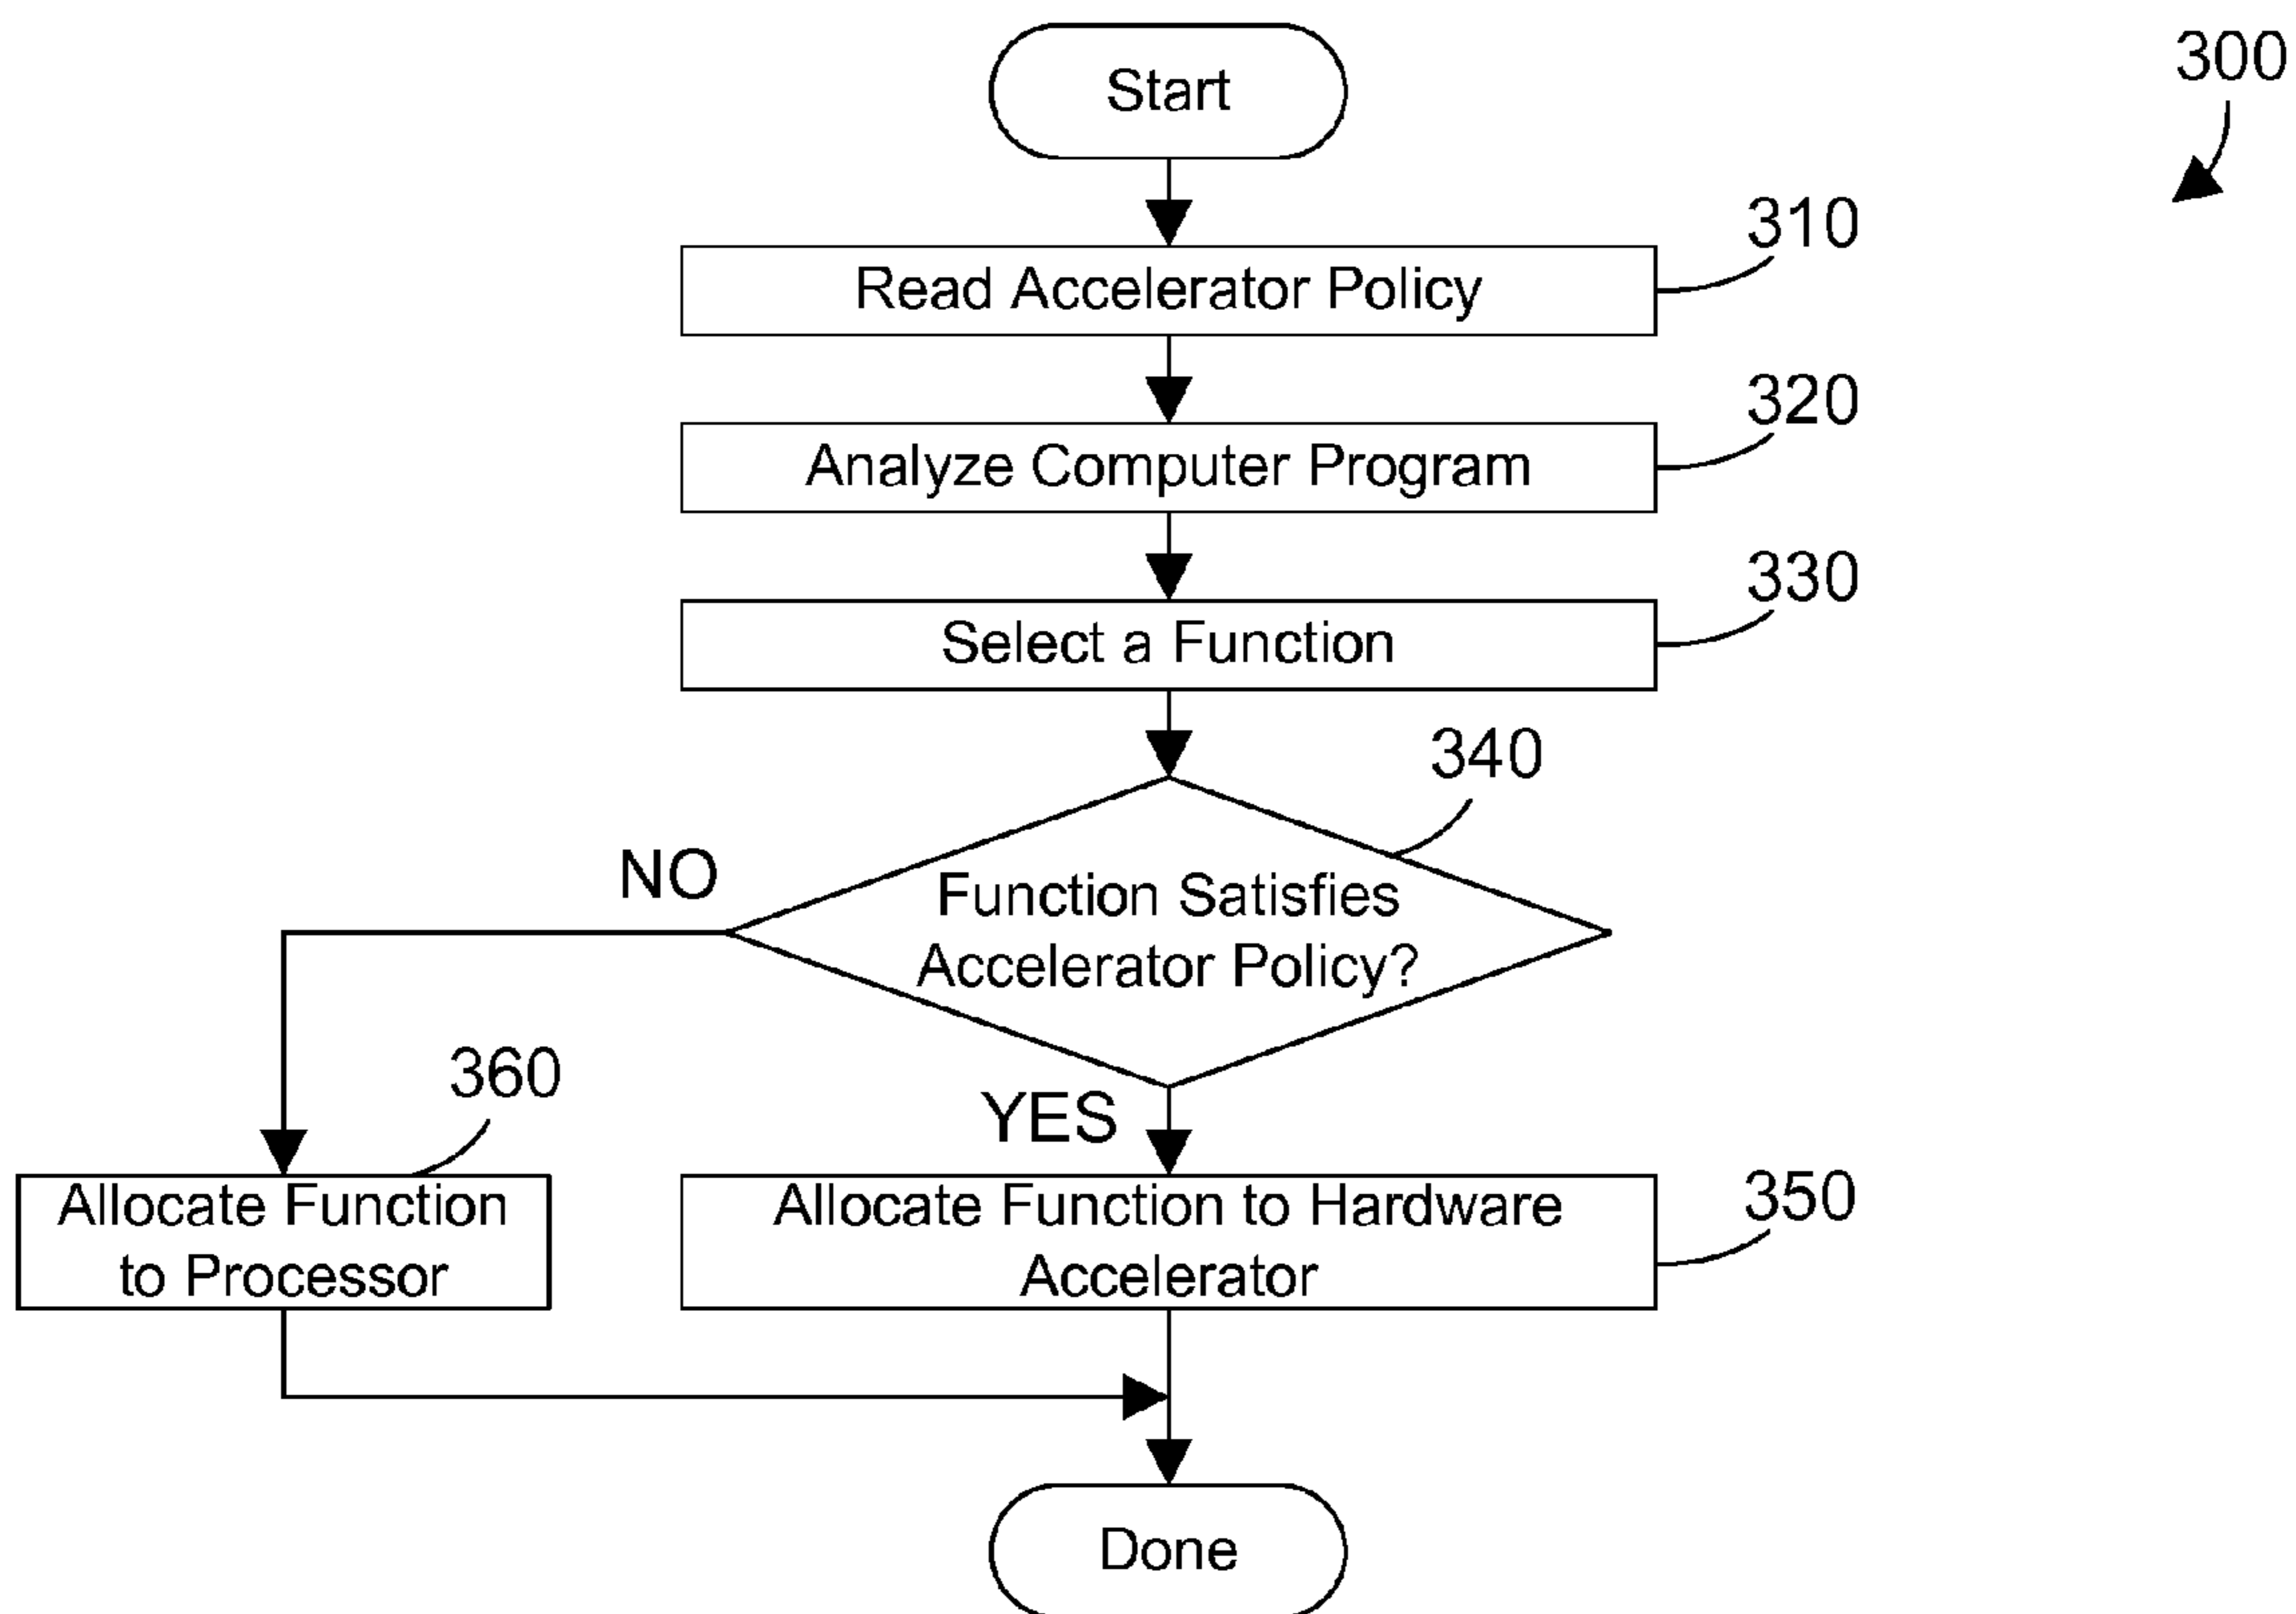 Start
300
310
Read Accelerator Policy
320
Analyze Computer Program
330
Select a Function
340
NO
Function Satisfies
Accelerator Policy?
360
YES
Allocate Function
to Processor
Allocate Function to Hardware
Accelerator
350
Done